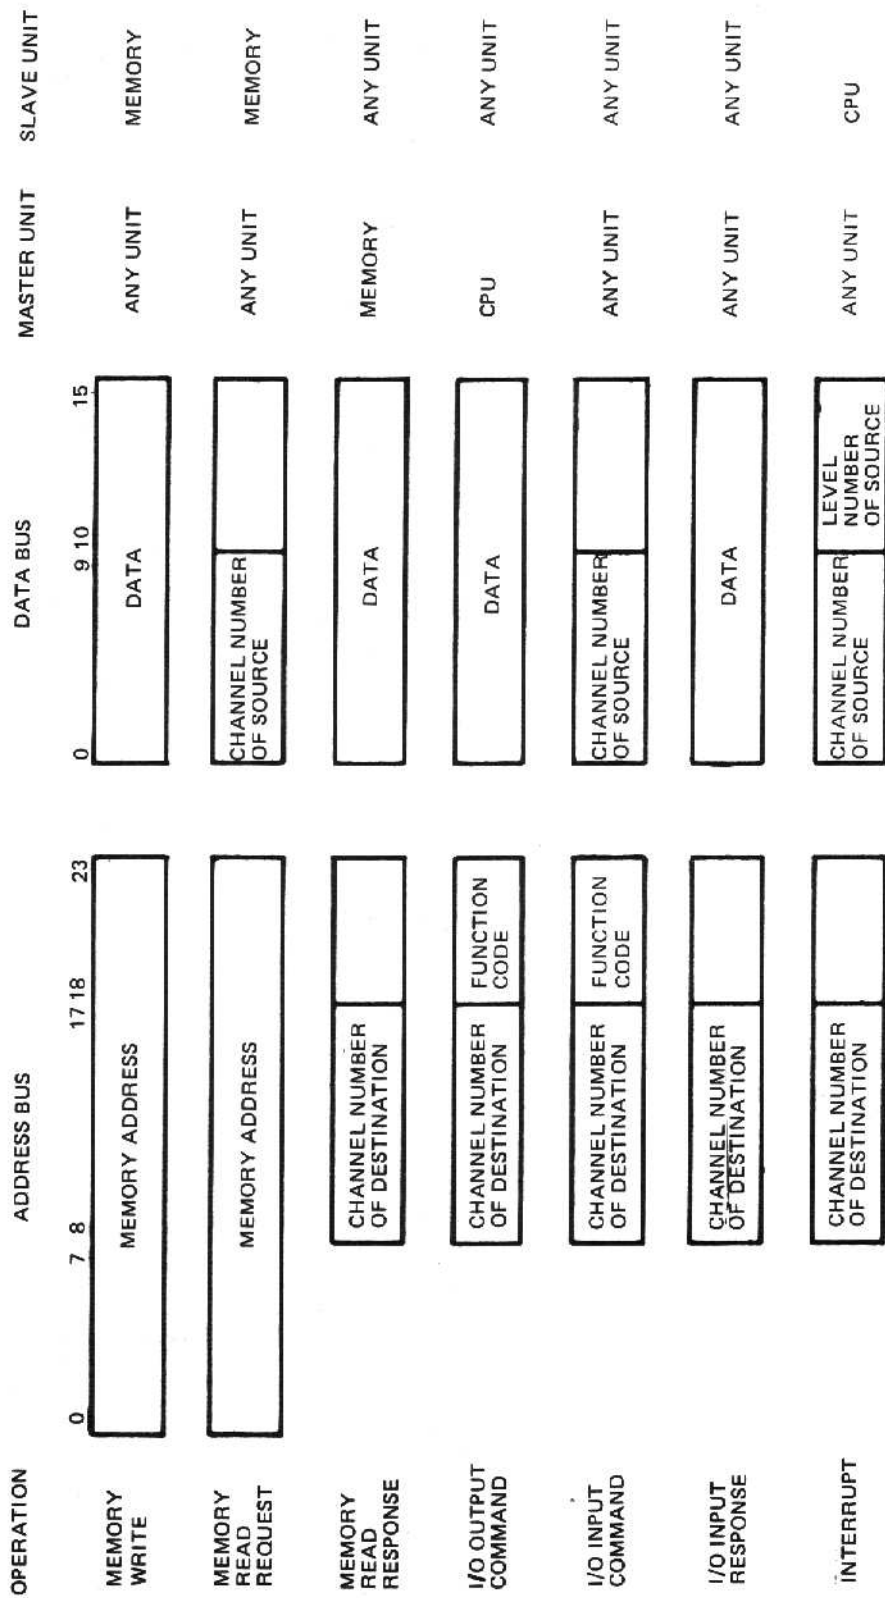 OPERATION
ADDRESS BUS
DATA BUS
MASTER UNIT
SLAVE UNIT
0
7
8
17
18
23
0
9
10
15
MEMORY
WRITE
MEMORY ADDRESS
DATA
ANY UNIT
MEMORY
MEMORY
READ
REQUEST
MEMORY ADDRESS
CHANNEL NUMBER
OF SOURCE
ANY UNIT
MEMORY
MEMORY
READ
RESPONSE
CHANNEL NUMBER
OF DESTINATION
DATA
MEMORY
ANY UNIT
I/O OUTPUT
COMMAND
CHANNEL NUMBER
OF DESTINATION
FUNCTION
CODE
DATA
CPU
ANY UNIT
I/O INPUT
COMMAND
CHANNEL NUMBER
OF DESTINATION
FUNCTION
CODE
CHANNEL NUMBER
OF SOURCE
ANY UNIT
ANY UNIT
I/O INPUT
RESPONSE
CHANNEL NUMBER
OF DESTINATION
DATA
ANY UNIT
ANY UNIT
INTERRUPT
CHANNEL NUMBER
OF DESTINATION
CHANNEL NUMBER
OF SOURCE
LEVEL
NUMBER
OF SOURCE
ANY UNIT
CPU